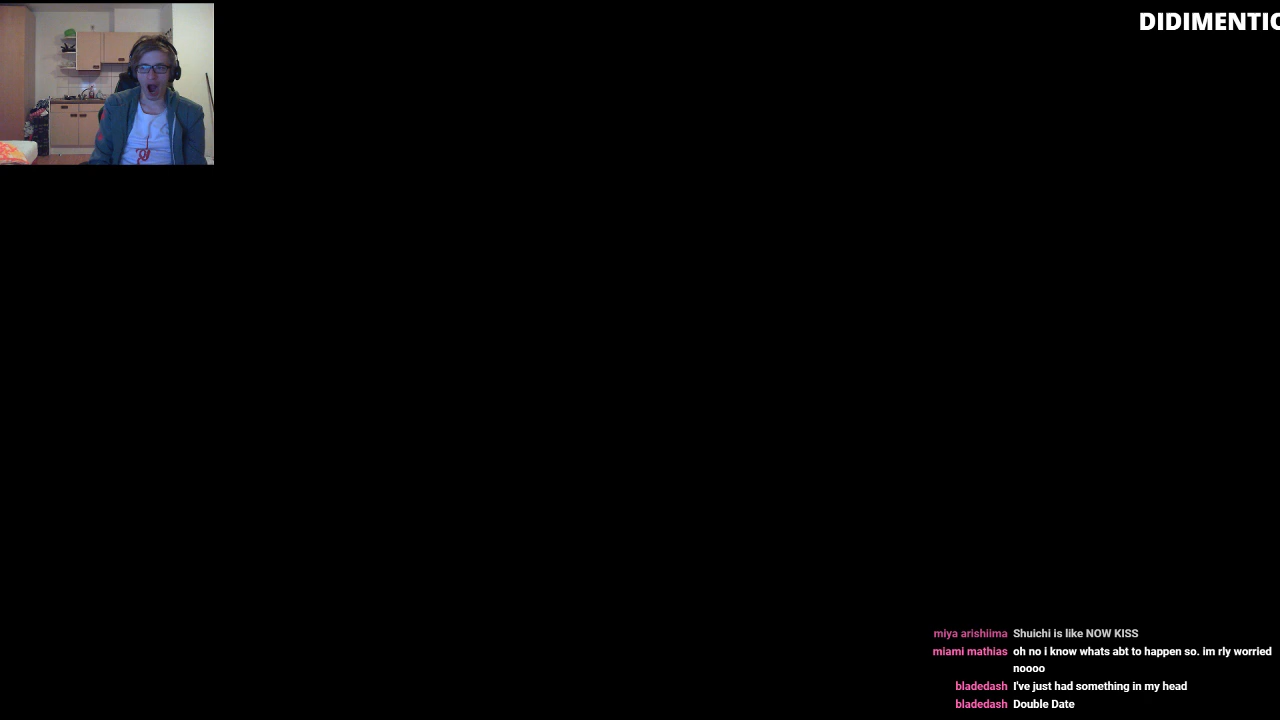 DIDIMENTIO
miya arishiima Shuichi is like NOW KISS
miami mathias oh no i know whats abt to happen so. im rly worried
noooo
bladedash I've just had something in my head
bladedash Double Date